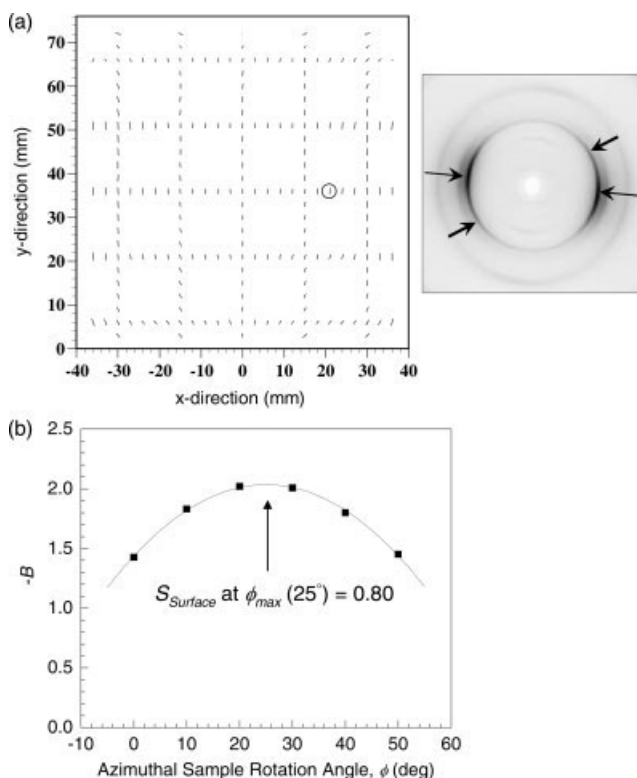 (a)
70
60
50
40
30
20
10
0
y-direction (mm)
-40 -30 -20 -10 0 10 20 30 40
x-direction (mm)
(b)
2.5
2.0
1.5
1.0
0.5
0.0
-B
S_Surface at ϕ_max (25°) = 0.80
-10 0 10 20 30 40 50 60
Azimuthal Sample Rotation Angle, ϕ (deg)